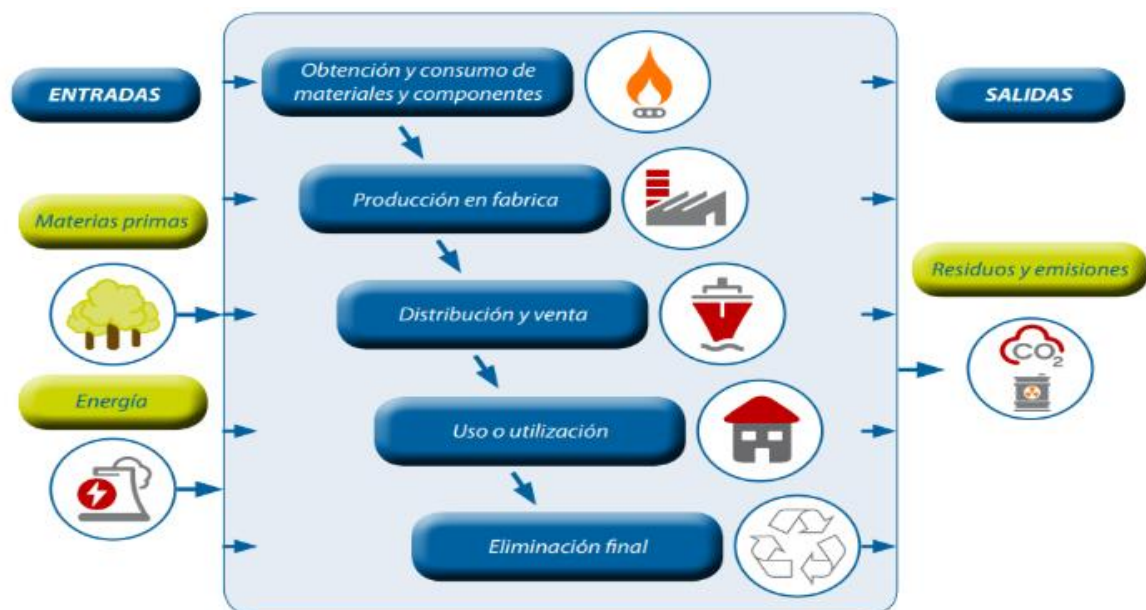 ENTRADAS
Obtención y consumo de
materiales y componentes
SALIDAS
Materias primas
Producción en fabrica
Residuos y emisiones
Distribución y venta
CO2
Energía
Uso o utilización
Eliminación final